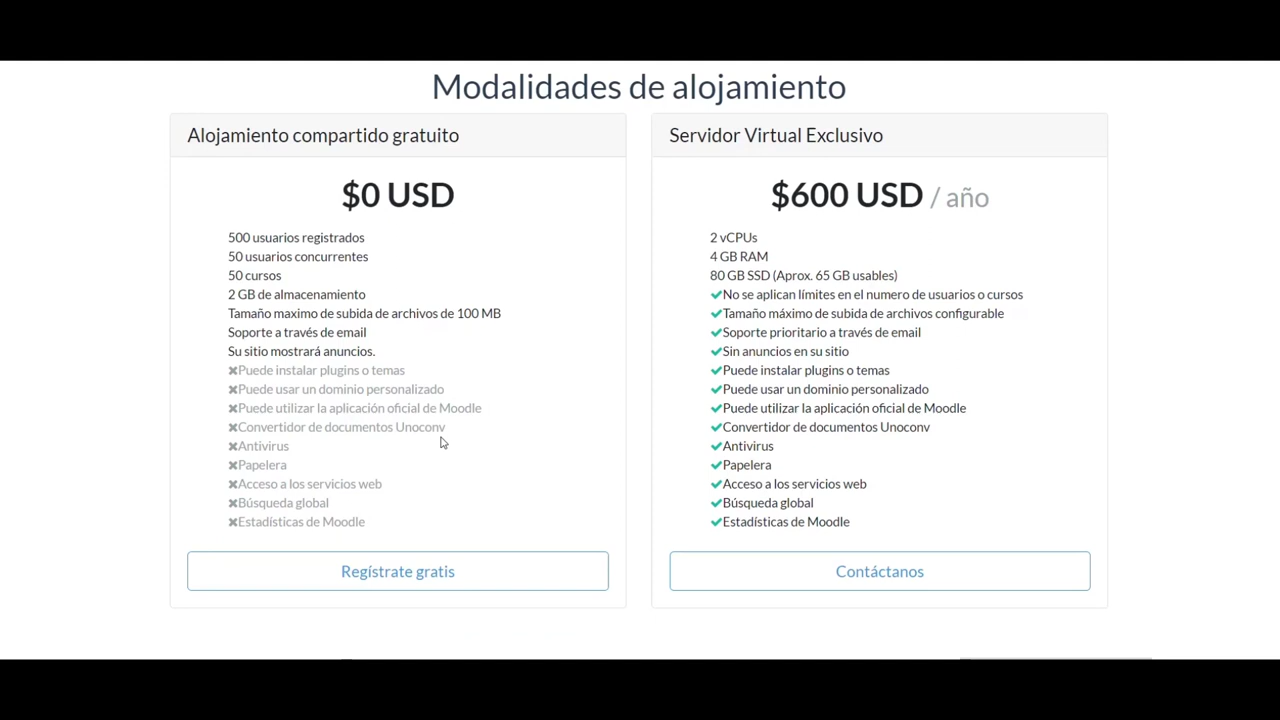 Modalidades de alojamiento
Alojamiento compartido gratuito
$0 USD
500 usuarios registrados
50 usuarios concurrentes
50 cursos
2 GB de almacenamiento
Tamaño maximo de subida de archivos de 100 MB
Soporte a través de email
Su sitio mostrará anuncios.
✖Puede instalar plugins o temas
✖Puede usar un dominio personalizado
✖Puede utilizar la aplicación oficial de Moodle
✖Convertidor de documentos Unoconv
✖Antivirus
✖Papelera
✖Acceso a los servicios web
✖Búsqueda global
✖Estadísticas de Moodle
Regístrate gratis
Servidor Virtual Exclusivo
$600 USD / año
2 vCPUs
4 GB RAM
80 GB SSD (Aprox. 65 GB usables)
✔No se aplican límites en el numero de usuarios o cursos
✔Tamaño máximo de subida de archivos configurable
✔Soporte prioritario a través de email
✔Sin anuncios en su sitio
✔Puede instalar plugins o temas
✔Puede usar un dominio personalizado
✔Puede utilizar la aplicación oficial de Moodle
✔Convertidor de documentos Unoconv
✔Antivirus
✔Papelera
✔Acceso a los servicios web
✔Búsqueda global
✔Estadísticas de Moodle
Contáctanos